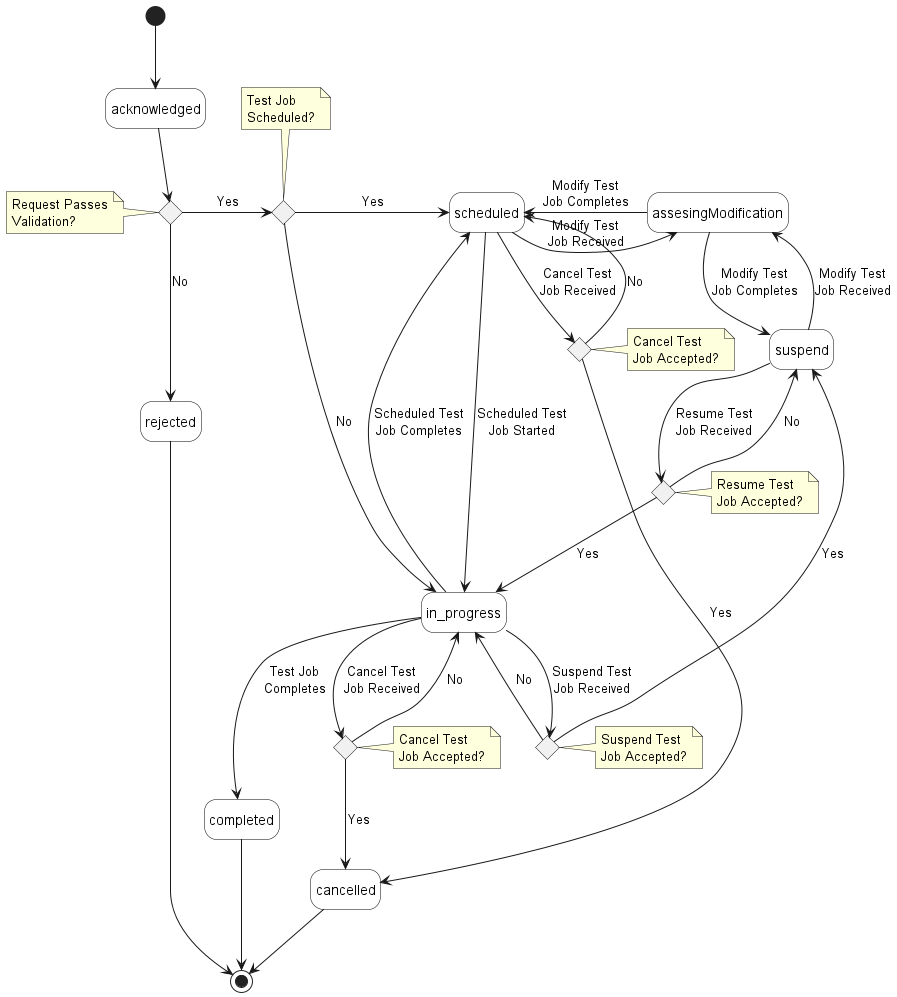 acknowledged
Test Job
Scheduled?
Request Passes
Validation?
Yes
Yes
scheduled
Modify Test
Job Completes
assesingModification
Modify Test
Job Received
No
Cancel Test
Job Received
No
Modify Test
Job Completes
Modify Test
Job Received
Cancel Test
Job Accepted?
suspend
rejected
No
Scheduled Test
Job Completes
Scheduled Test
Job Started
Resume Test
Job Received
No
Resume Test
Job Accepted?
Yes
Yes
in_progress
Yes
Test Job
Completes
Cancel Test
Job Received
No
No
Suspend Test
Job Received
Cancel Test
Job Accepted?
Suspend Test
Job Accepted?
completed
Yes
cancelled